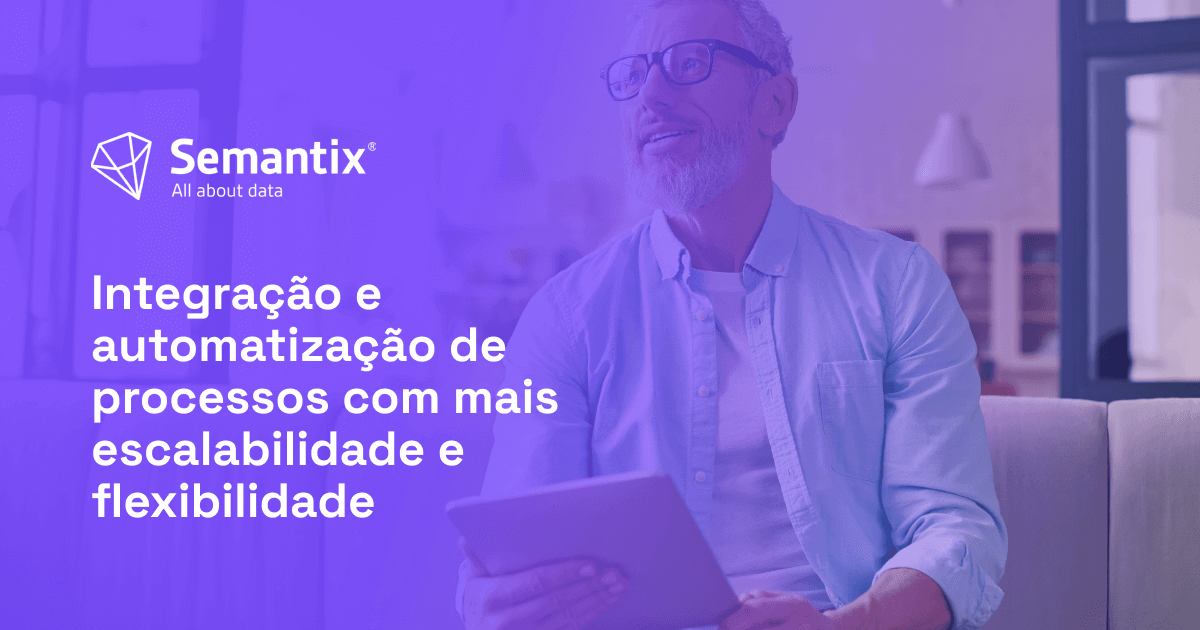 Semantix®
All about data
Integração e
automatização de
processos com mais
escalabilidade e
flexibilidade